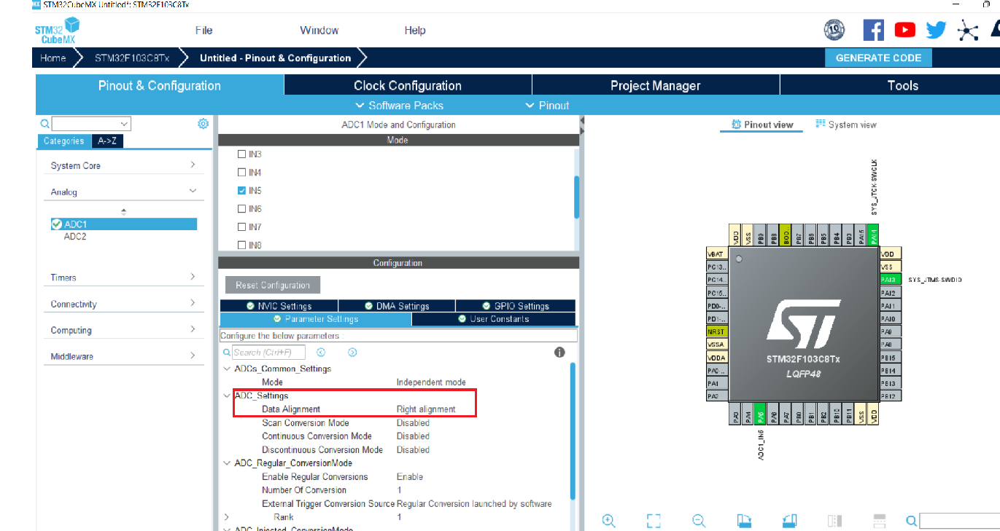 STM32CubeMX Untitled*: STM32F103C8Tx
STM32
CubeMX
File
Window
Help
10
Home
STM32F103C8Tx
Untitled - Pinout & Configuration
GENERATE CODE
Pinout & Configuration
Clock Configuration
Project Manager
Tools
Software Packs
Pinout
Categories
A->Z
System Core
Analog
ADC1
ADC2
Timers
Connectivity
Computing
Middleware
ADC1 Mode and Configuration
Mode
IN3
IN4
IN5
IN6
IN7
IN8
Configuration
Reset Configuration
NVIC Settings
DMA Settings
GPIO Settings
Parameter Settings
User Constants
Configure the below parameters :
Search (Ctrl+F)
ADCs_Common_Settings
Mode Independent mode
ADC_Settings
Data Alignment Right alignment
Scan Conversion Mode Disabled
Continuous Conversion Mode Disabled
Discontinuous Conversion Mode Disabled
ADC_Regular_ConversionMode
Enable Regular Conversions Enable
Number Of Conversion 1
External Trigger Conversion Source Regular Conversion launched by software
Rank 1
ADC_Injected_ConversionMode
Pinout view
System view
SYS_JTCK-SWCLK
VDD
VSS
PB9
PB8
BOO..
PB7
PB6
PB5
PB4
PB3
PA15
PA14
VBAT
PC13..
PC14..
PC15..
PD0-..
PD1-..
NRST
VSSA
VDDA
PA0-..
PA1
PA2
STM32F103C8Tx
LQFP48
VDD
VSS
PA13
SYS_JTMS-SWDIO
PA12
PA11
PA10
PA9
PA8
PB15
PB14
PB13
PB12
PA3
PA4
PA5
PA6
PA7
PB0
PB1
PB2
PB10
PB11
VSS
VDD
ADC1_IN5